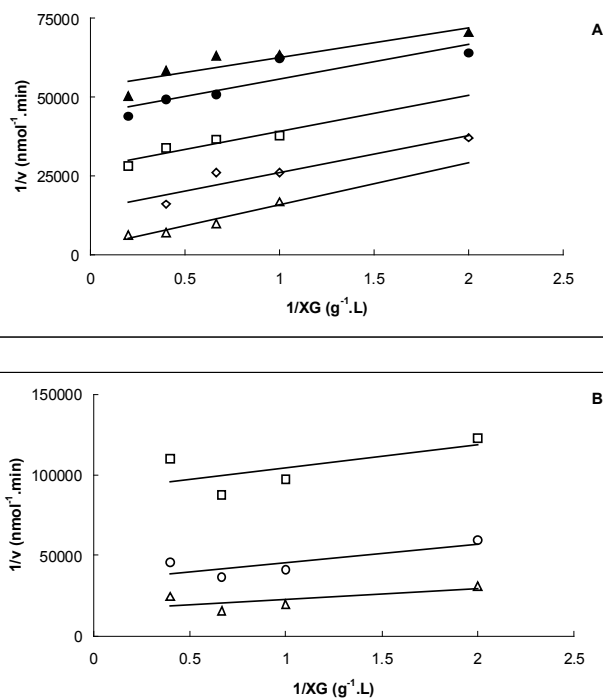 A
75000
50000
25000
0
1/v (nmol⁻¹.min)
0 0.5 1 1.5 2 2.5
1/XG (g⁻¹.L)
B
150000
100000
50000
0
1/v (nmol⁻¹.min)
0 0.5 1 1.5 2 2.5
1/XG (g⁻¹.L)